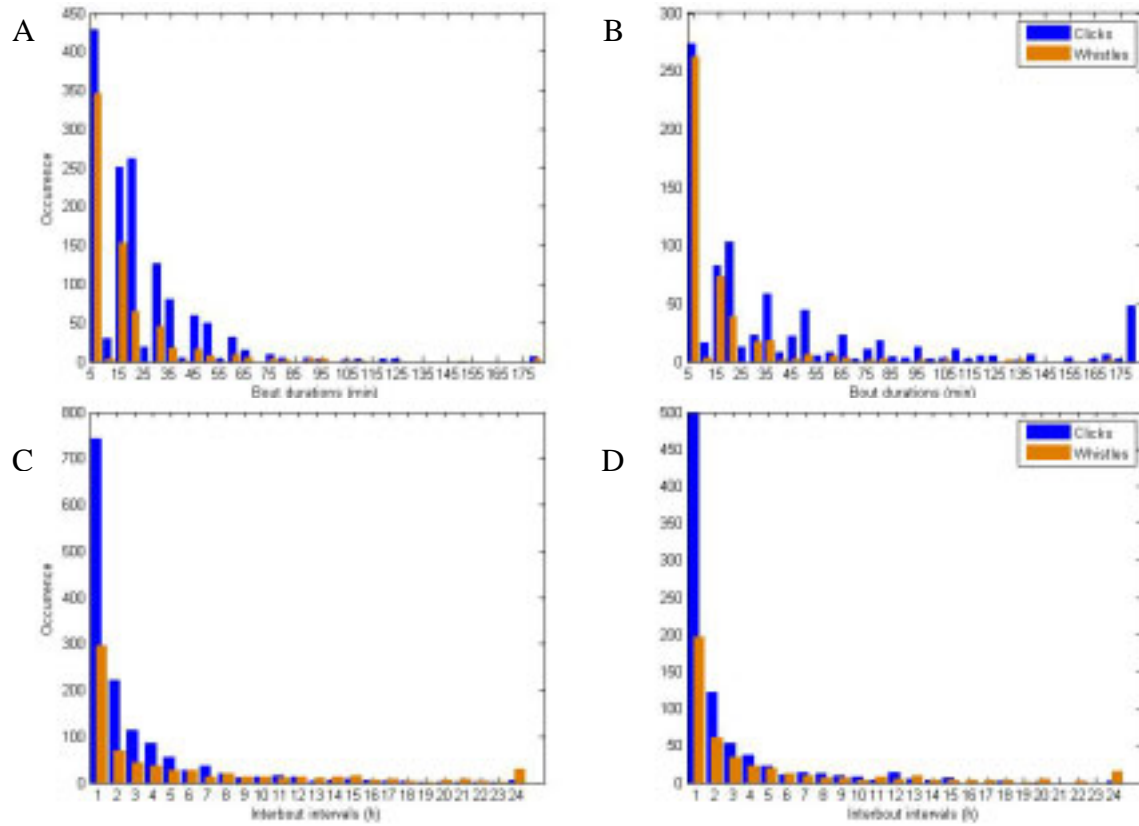 A
450
400
350
300
250
200
150
100
50
0
Occurrence
5 15 25 35 45 55 65 75 85 95 105 115 125 135 145 155 165 175
Bout durations (min)
B
300
250
200
150
100
50
0
Clicks
Whistles
5 15 25 35 45 55 65 75 85 95 105 115 125 135 145 155 165 175
Bout durations (min)
C
800
700
600
500
400
300
200
100
0
Occurrence
1 2 3 4 5 6 7 8 9 10 11 12 13 14 15 16 17 18 19 20 21 22 23 24
Interbout intervals (h)
D
500
450
400
350
300
250
200
150
100
50
0
Clicks
Whistles
1 2 3 4 5 6 7 8 9 10 11 12 13 14 15 16 17 18 19 20 21 22 23 24
Interbout intervals (h)